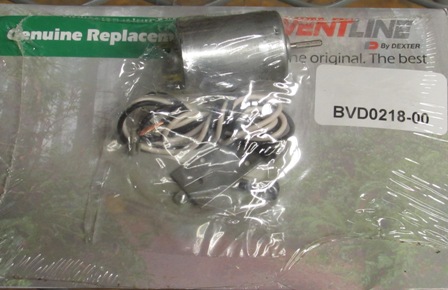 Genuine Replacem
VENTLINE
By DEXTER
he original. The best
BVD0218-00